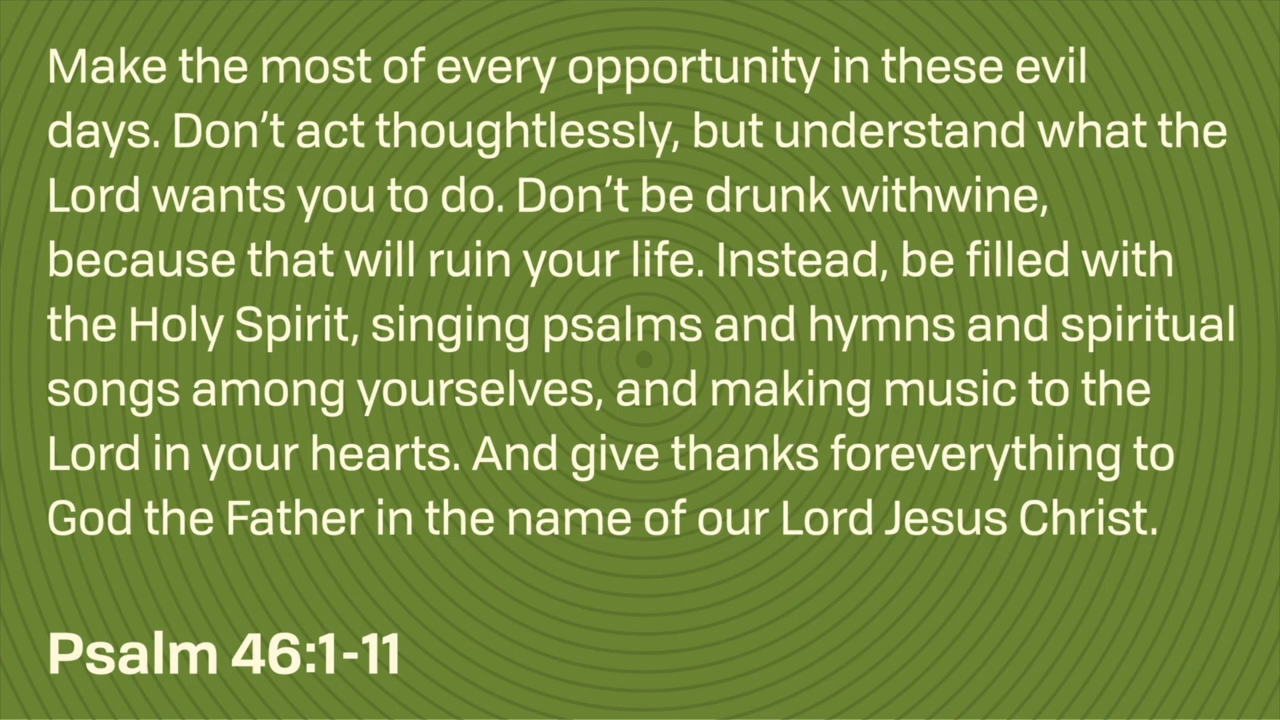 Make the most of every opportunity in these evil
days. Don’t act thoughtlessly, but understand what the
Lord wants you to do. Don’t be drunk withwine,
because that will ruin your life. Instead, be filled with
the Holy Spirit, singing psalms and hymns and spiritual
songs among yourselves, and making music to the
Lord in your hearts. And give thanks foreverything to
God the Father in the name of our Lord Jesus Christ.
Psalm 46:1-11